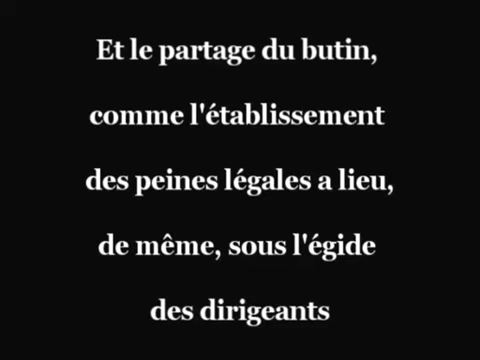 Et le partage du butin,
comme l'établissement
des peines légales a lieu,
de même, sous l'égide
des dirigeants